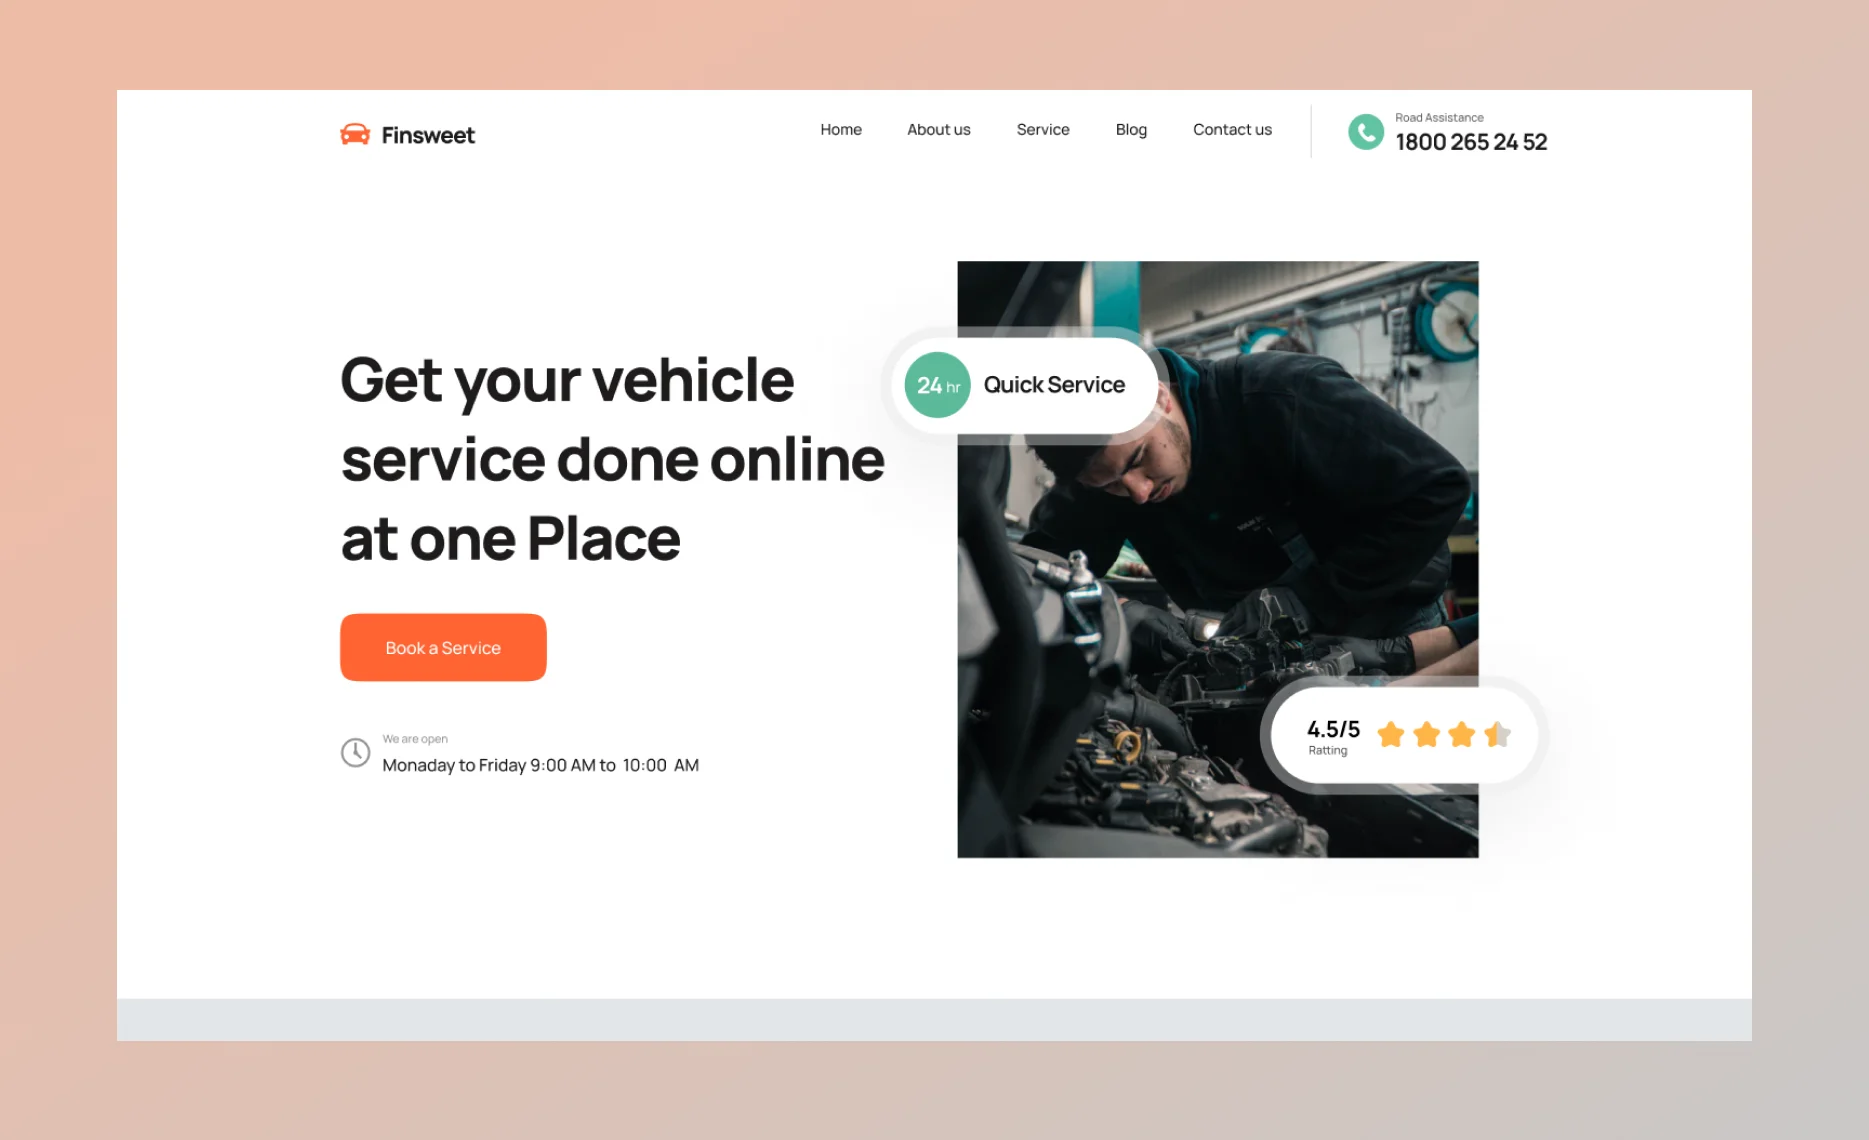 Finsweet
Home
About us
Service
Blog
Contact us
Road Assistance
1800 265 24 52
Get your vehicle
service done online
at one Place
24 hr
Quick Service
Book a Service
4.5/5
Ratting
We are open
Monaday to Friday 9:00 AM to 10:00 AM